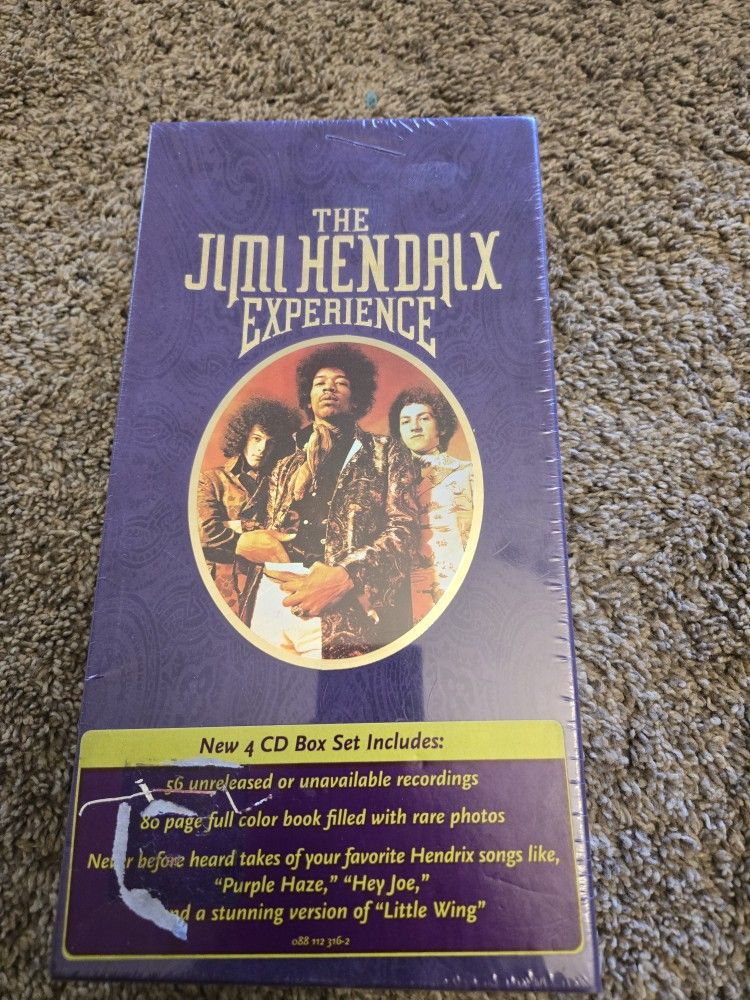 THE
JIMI HENDRIX
EXPERIENCE
New 4 CD Box Set Includes:
56 unreleased or unavailable recordings
80 page full color book filled with rare photos
Never before heard takes of your favorite Hendrix songs like,
"Purple Haze," "Hey Joe,"
and a stunning version of "Little Wing"
088 112 316-2